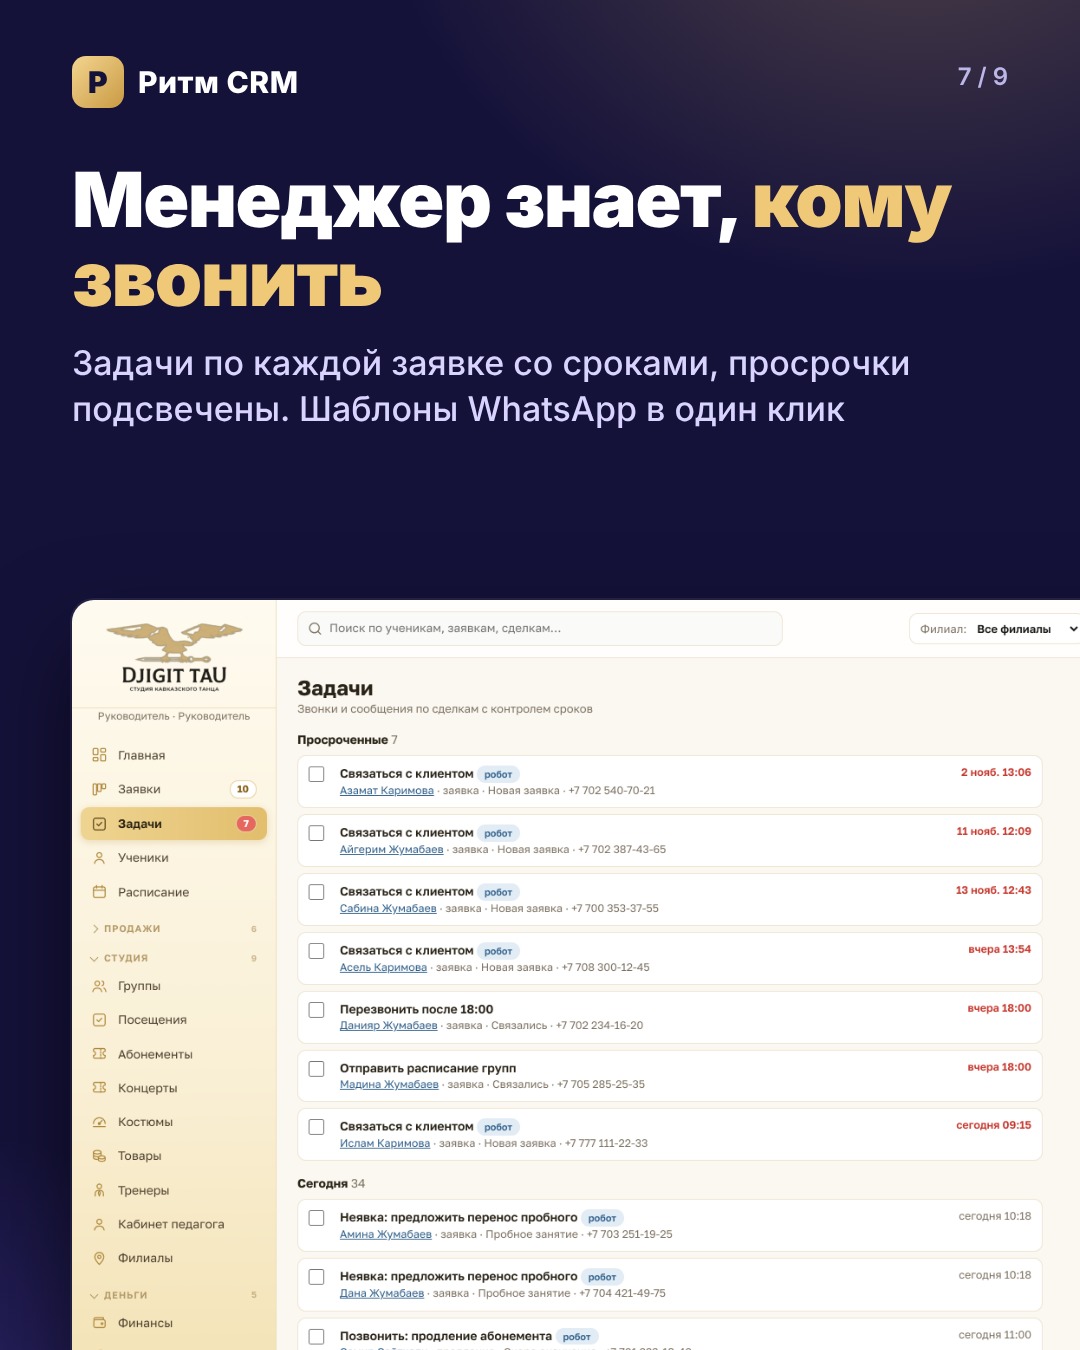 P Ритм CRM
7 / 9
Менеджер знает, кому
звонить
Задачи по каждой заявке со сроками, просрочки
подсвечены. Шаблоны WhatsApp в один клик
DJIGIT TAU
СТУДИЯ КАВКАЗСКОГО ТАНЦА
Руководитель · Руководитель
Главная
Заявки 10
Задачи 7
Ученики
Расписание
ПРОДАЖИ 6
СТУДИЯ 9
Группы
Посещения
Абонементы
Концерты
Костюмы
Товары
Тренеры
Кабинет педагога
Филиалы
ДЕНЬГИ 5
Финансы
Поиск по ученикам, заявкам, сделкам...
Филиал: Все филиалы
Задачи
Звонки и сообщения по сделкам с контролем сроков
Просроченные 7
Связаться с клиентом робот 2 нояб. 13:06
Азамат Каримова · заявка · Новая заявка · +7 702 540-70-21
Связаться с клиентом робот 11 нояб. 12:09
Айгерим Жумабаев · заявка · Новая заявка · +7 702 387-43-65
Связаться с клиентом робот 13 нояб. 12:43
Сабина Жумабаев · заявка · Новая заявка · +7 700 353-37-55
Связаться с клиентом робот вчера 13:54
Асель Каримова · заявка · Новая заявка · +7 708 300-12-45
Перезвонить после 18:00 вчера 18:00
Данияр Жумабаев · заявка · Связались · +7 702 234-16-20
Отправить расписание групп вчера 18:00
Мадина Жумабаев · заявка · Связались · +7 705 285-25-35
Связаться с клиентом робот сегодня 09:15
Ислам Каримова · заявка · Новая заявка · +7 777 111-22-33
Сегодня 34
Неявка: предложить перенос пробного робот сегодня 10:18
Амина Жумабаев · заявка · Пробное занятие · +7 703 251-19-25
Неявка: предложить перенос пробного робот сегодня 10:18
Дана Жумабаев · заявка · Пробное занятие · +7 704 421-49-75
Позвонить: продление абонемента робот сегодня 11:00